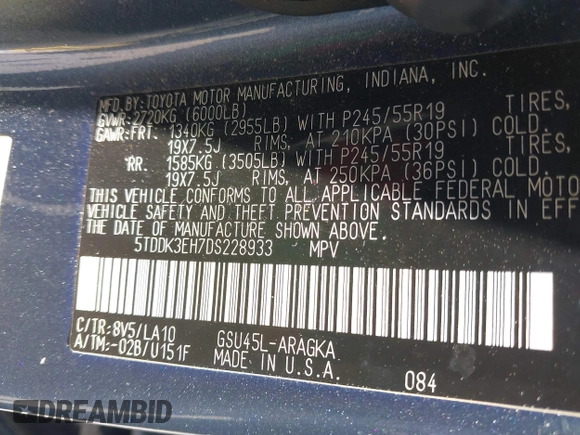 MFD.BY:TOYOTA MOTOR MANUFACTURING, INDIANA, INC.
GVWR:2720KG (6000LB)
GAWR:FRT. 1340KG (2955LB) WITH P245/55R19 TIRES,
19X7.5J RIMS, AT 210KPA (30PSI) COLD.
RR. 1585KG (3505LB) WITH P245/55R19 TIRES,
19X7.5J RIMS, AT 250KPA (36PSI) COLD.
THIS VEHICLE CONFORMS TO ALL APPLICABLE FEDERAL MOTO
VEHICLE SAFETY AND THEFT PREVENTION STANDARDS IN EFF
THE DATE OF MANUFACTURE SHOWN ABOVE.
5TDDK3EH7DS228933 MPV
C/TR:8V5/LA10 GSU45L-ARAGKA
A/TM:-02B/U151F MADE IN U.S.A.
084
DREAMBID